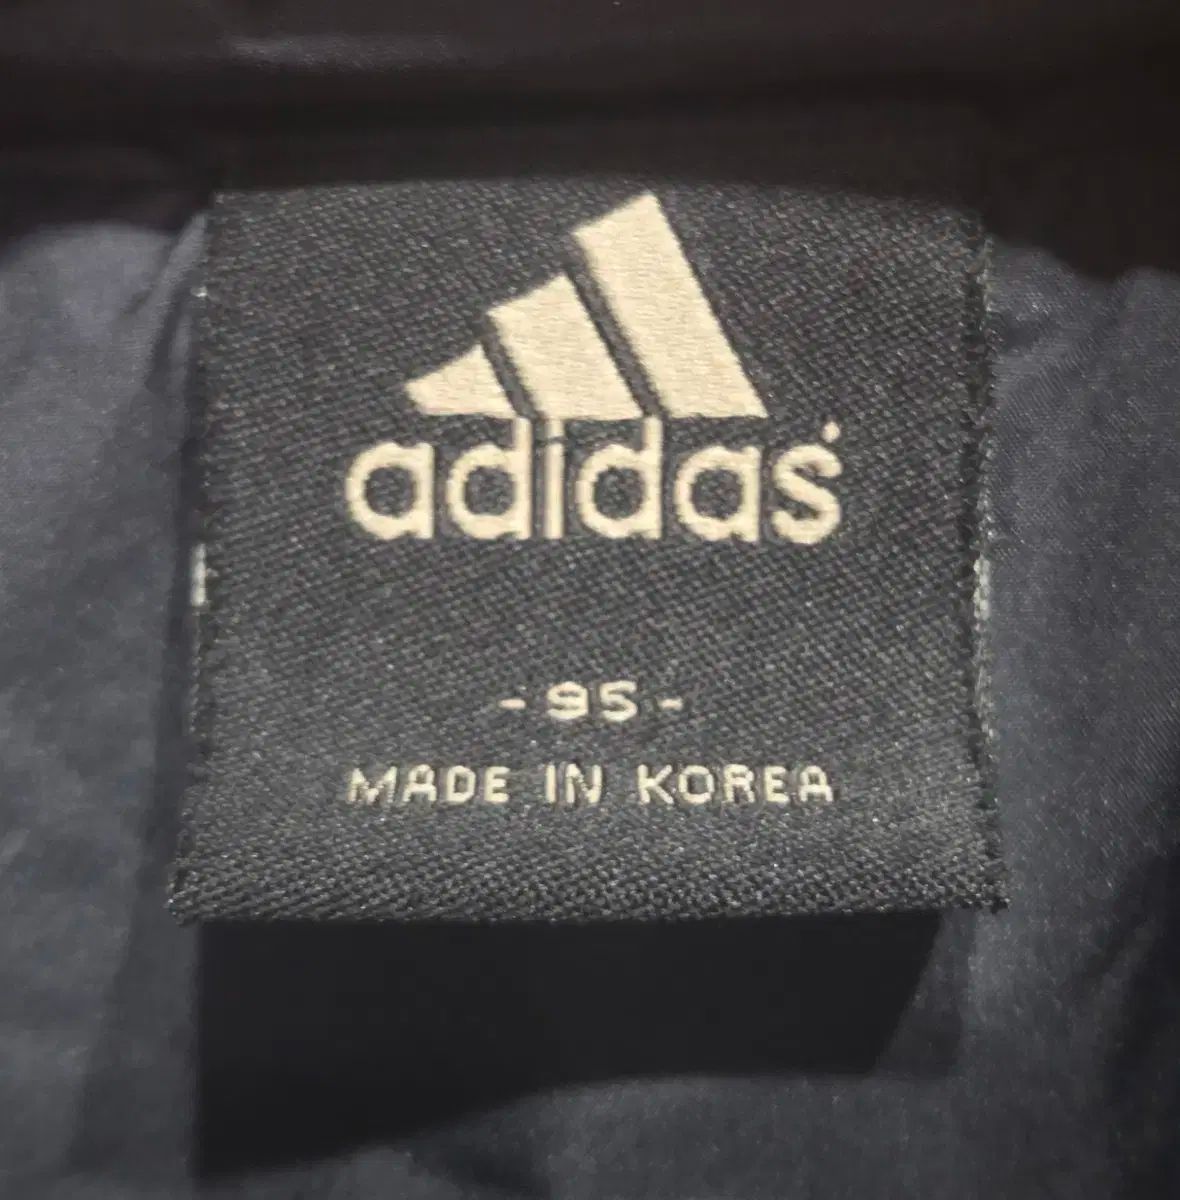 adidas
- 95 -
MADE IN KOREA